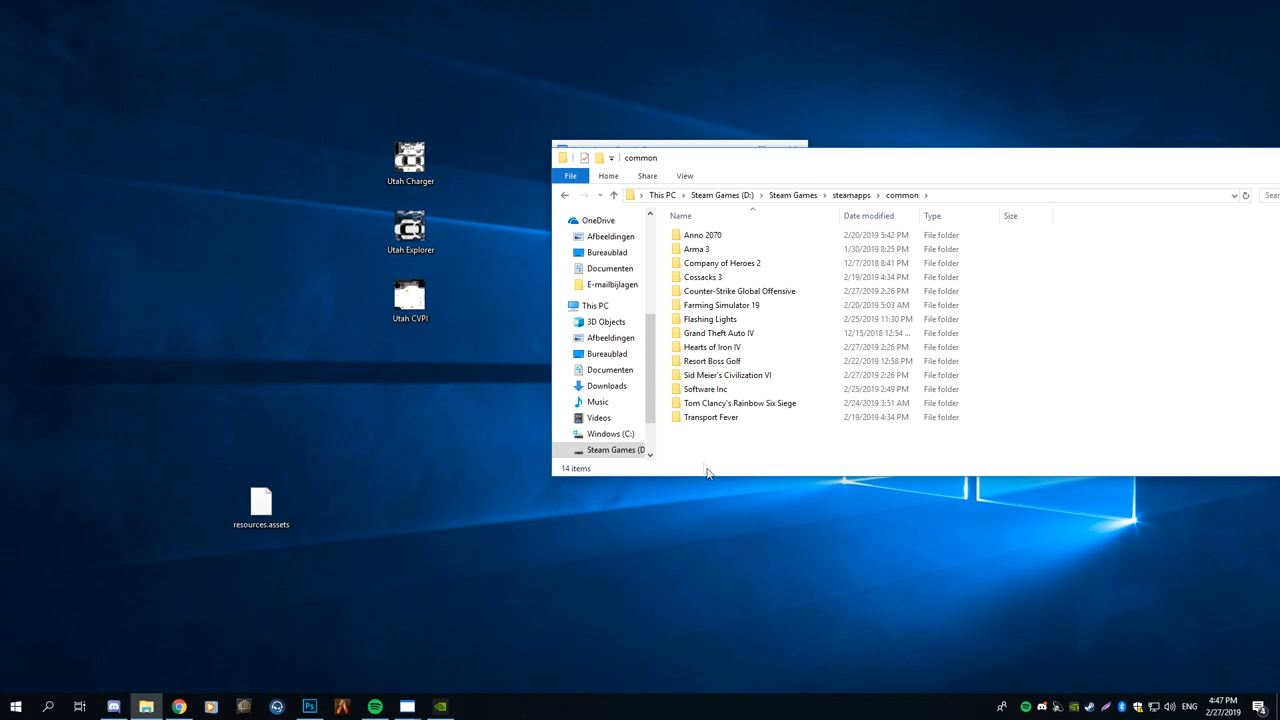 Utah Charger
Utah Explorer
Utah CVPI
resources.assets
common
File Home Share View
This PC Steam Games (D:) Steam Games steamapps common
Name Date modified Type Size
OneDrive
Afbeeldingen
Bureaublad
Documenten
E-mailbijlagen
This PC
3D Objects
Afbeeldingen
Bureaublad
Documenten
Downloads
Music
Videos
Windows (C:)
Steam Games (D
Anno 2070 2/20/2019 5:42 PM File folder
Arma 3 1/30/2019 8:25 PM File folder
Company of Heroes 2 12/7/2018 8:41 PM File folder
Cossacks 3 2/19/2019 4:34 PM File folder
Counter-Strike Global Offensive 2/27/2019 2:26 PM File folder
Farming Simulator 19 2/20/2019 5:03 AM File folder
Flashing Lights 2/25/2019 11:30 PM File folder
Grand Theft Auto IV 12/15/2018 12:54 ... File folder
Hearts of Iron IV 2/27/2019 2:26 PM File folder
Resort Boss Golf 2/22/2019 12:58 PM File folder
Sid Meier's Civilization VI 2/27/2019 2:26 PM File folder
Software Inc 2/25/2019 2:49 PM File folder
Tom Clancy's Rainbow Six Siege 2/24/2019 3:51 AM File folder
Transport Fever 2/19/2019 4:34 PM File folder
14 items
Ps
ENG
4:47 PM
2/27/2019